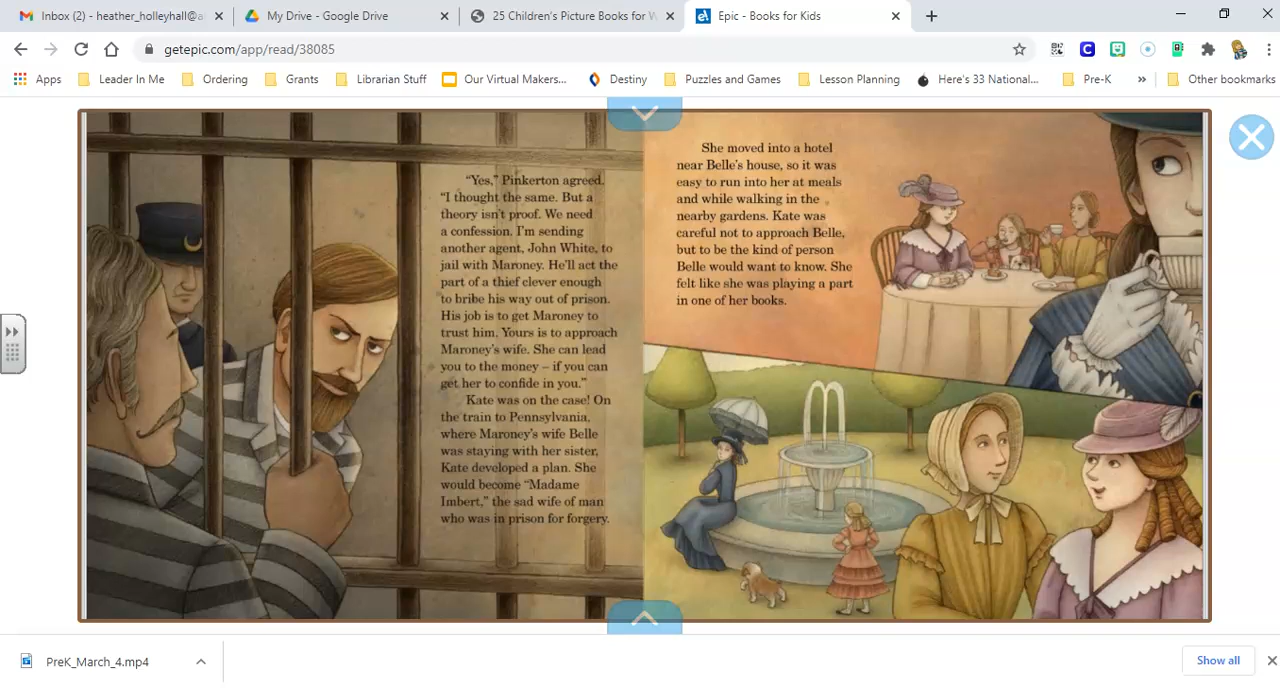 Inbox (2) - heather_holleyhall@a
My Drive - Google Drive
25 Children's Picture Books for W
Epic - Books for Kids
getepic.com/app/read/38085
Apps
Leader In Me
Ordering
Grants
Librarian Stuff
Our Virtual Makers...
Destiny
Puzzles and Games
Lesson Planning
Here's 33 National...
Pre-K
»
Other bookmarks
“Yes,” Pinkerton agreed.
“I thought the same. But a
theory isn't proof. We need
a confession. I'm sending
another agent, John White, to
jail with Maroney. He'll act the
part of a thief clever enough
to bribe his way out of prison.
His job is to get Maroney to
trust him. Yours is to approach
Maroney's wife. She can lead
you to the money – if you can
get her to confide in you.”
Kate was on the case! On
the train to Pennsylvania,
where Maroney's wife Belle
was staying with her sister,
Kate developed a plan. She
would become “Madame
Imbert,” the sad wife of man
who was in prison for forgery.
She moved into a hotel
near Belle's house, so it was
easy to run into her at meals
and while walking in the
nearby gardens. Kate was
careful not to approach Belle,
but to be the kind of person
Belle would want to know. She
felt like she was playing a part
in one of her books.
PreK_March_4.mp4
Show all